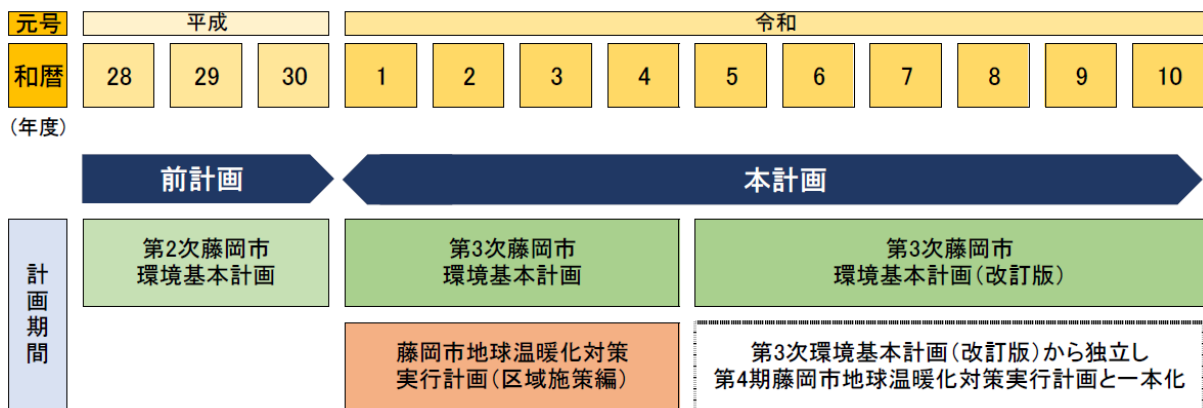 元号 平成 令和
和暦 28 29 30 1 2 3 4 5 6 7 8 9 10
(年度)
前計画 本計画
計画期間
第2次藤岡市
環境基本計画
第3次藤岡市
環境基本計画
第3次藤岡市
環境基本計画(改訂版)
藤岡市地球温暖化対策
実行計画(区域施策編)
第3次環境基本計画(改訂版)から独立し
第4期藤岡市地球温暖化対策実行計画と一本化